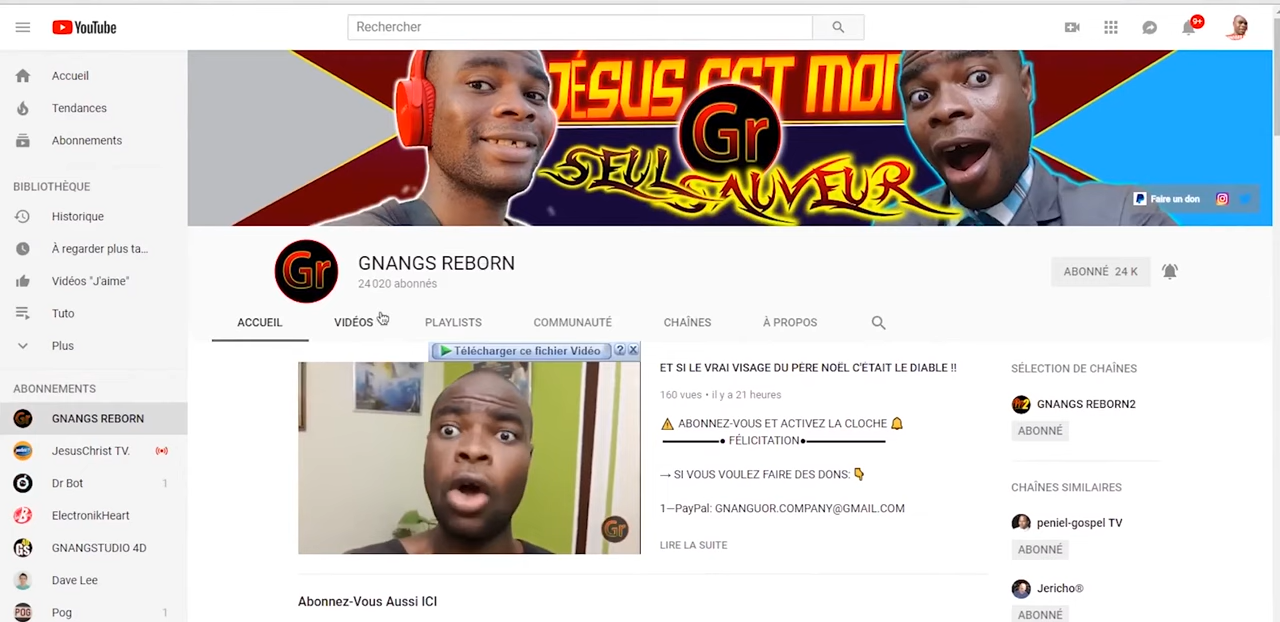 YouTube
Rechercher
9+
Accueil
Tendances
Abonnements
BIBLIOTHÈQUE
Historique
À regarder plus ta...
Vidéos "J'aime"
Tuto
Plus
ABONNEMENTS
GNANGS REBORN
JesusChrist TV.
Dr Bot 1
ElectronikHeart
GNANGSTUDIO 4D
Dave Lee
POG
Pog 1
JÉSUS EST MON
Gr
SEUL
SAUVEUR
Faire un don
Gr
GNANGS REBORN
24 020 abonnés
ABONNÉ 24 K
ACCUEIL VIDÉOS PLAYLISTS COMMUNAUTÉ CHAÎNES À PROPOS
Télécharger ce fichier Vidéo ? X
Gr
ET SI LE VRAI VISAGE DU PÈRE NOËL C'ÉTAIT LE DIABLE !!
160 vues • il y a 21 heures
⚠ ABONNEZ-VOUS ET ACTIVEZ LA CLOCHE 🔔
————● FÉLICITATION●————
→ SI VOUS VOULEZ FAIRE DES DONS: 👇
1—PayPal: GNANGUOR.COMPANY@GMAIL.COM
LIRE LA SUITE
Abonnez-Vous Aussi ICI
SÉLECTION DE CHAÎNES
GNANGS REBORN2
ABONNÉ
CHAÎNES SIMILAIRES
peniel-gospel TV
ABONNÉ
Jericho®
ABONNÉ